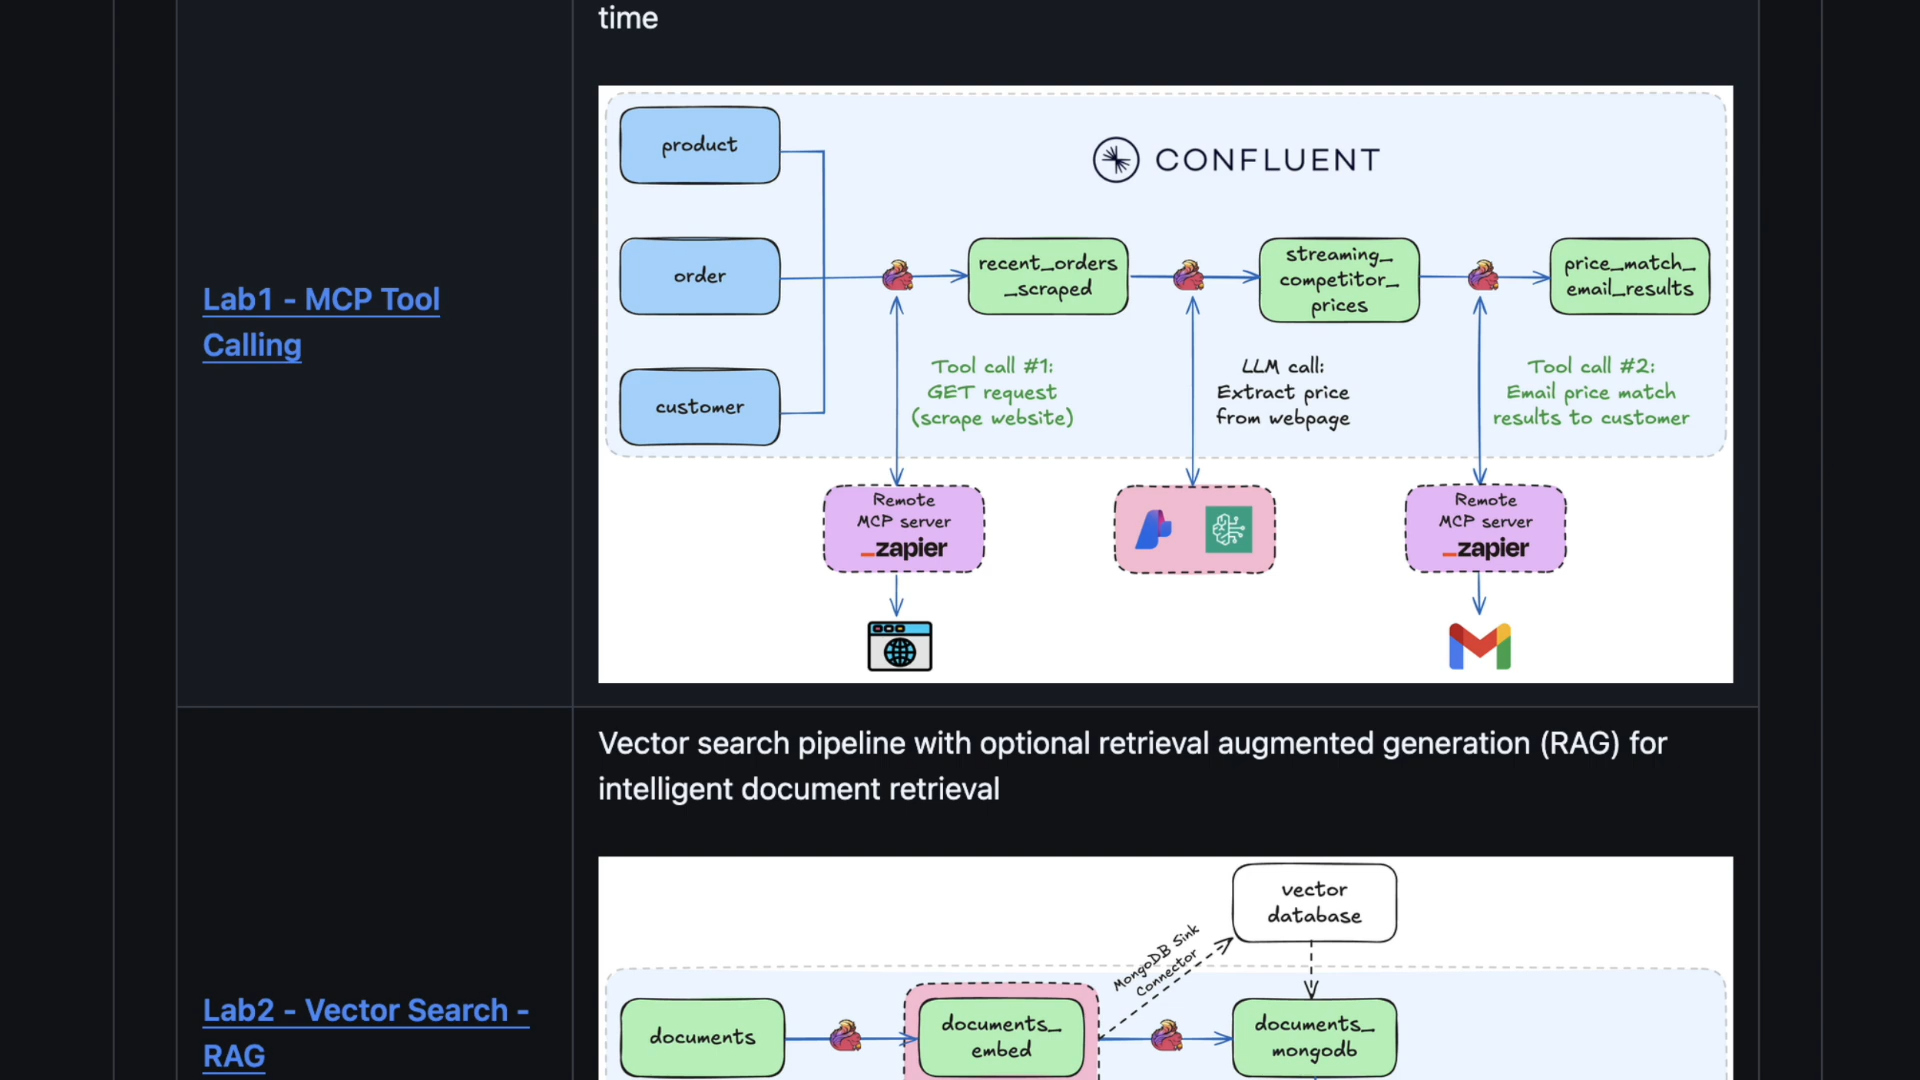 time
Lab1 - MCP Tool
Calling
product
CONFLUENT
order
recent_orders
_scraped
streaming_
competitor_
prices
price_match_
email_results
customer
Tool call #1:
GET request
(scrape website)
LLM call:
Extract price
from webpage
Tool call #2:
Email price match
results to customer
Remote
MCP server
_zapier
Remote
MCP server
_zapier
Vector search pipeline with optional retrieval augmented generation (RAG) for
intelligent document retrieval
Lab2 - Vector Search -
RAG
vector
database
MongoDB Sink
Connector
documents
documents_
embed
documents_
mongodb